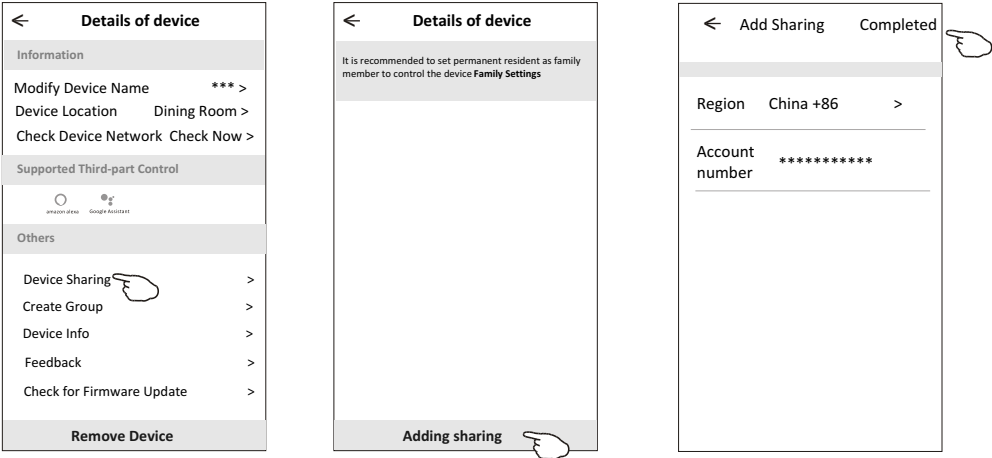 ← Details of device
Information
Modify Device Name *** >
Device Location Dining Room >
Check Device Network Check Now >
Supported Third-part Control
amazon alexa Google Assistant
Others
Device Sharing >
Create Group >
Device Info >
Feedback >
Check for Firmware Update >
Remove Device
← Details of device
It is recommended to set permanent resident as family
member to control the device Family Settings
Adding sharing
← Add Sharing Completed
Region China +86 >
Account
number ***********